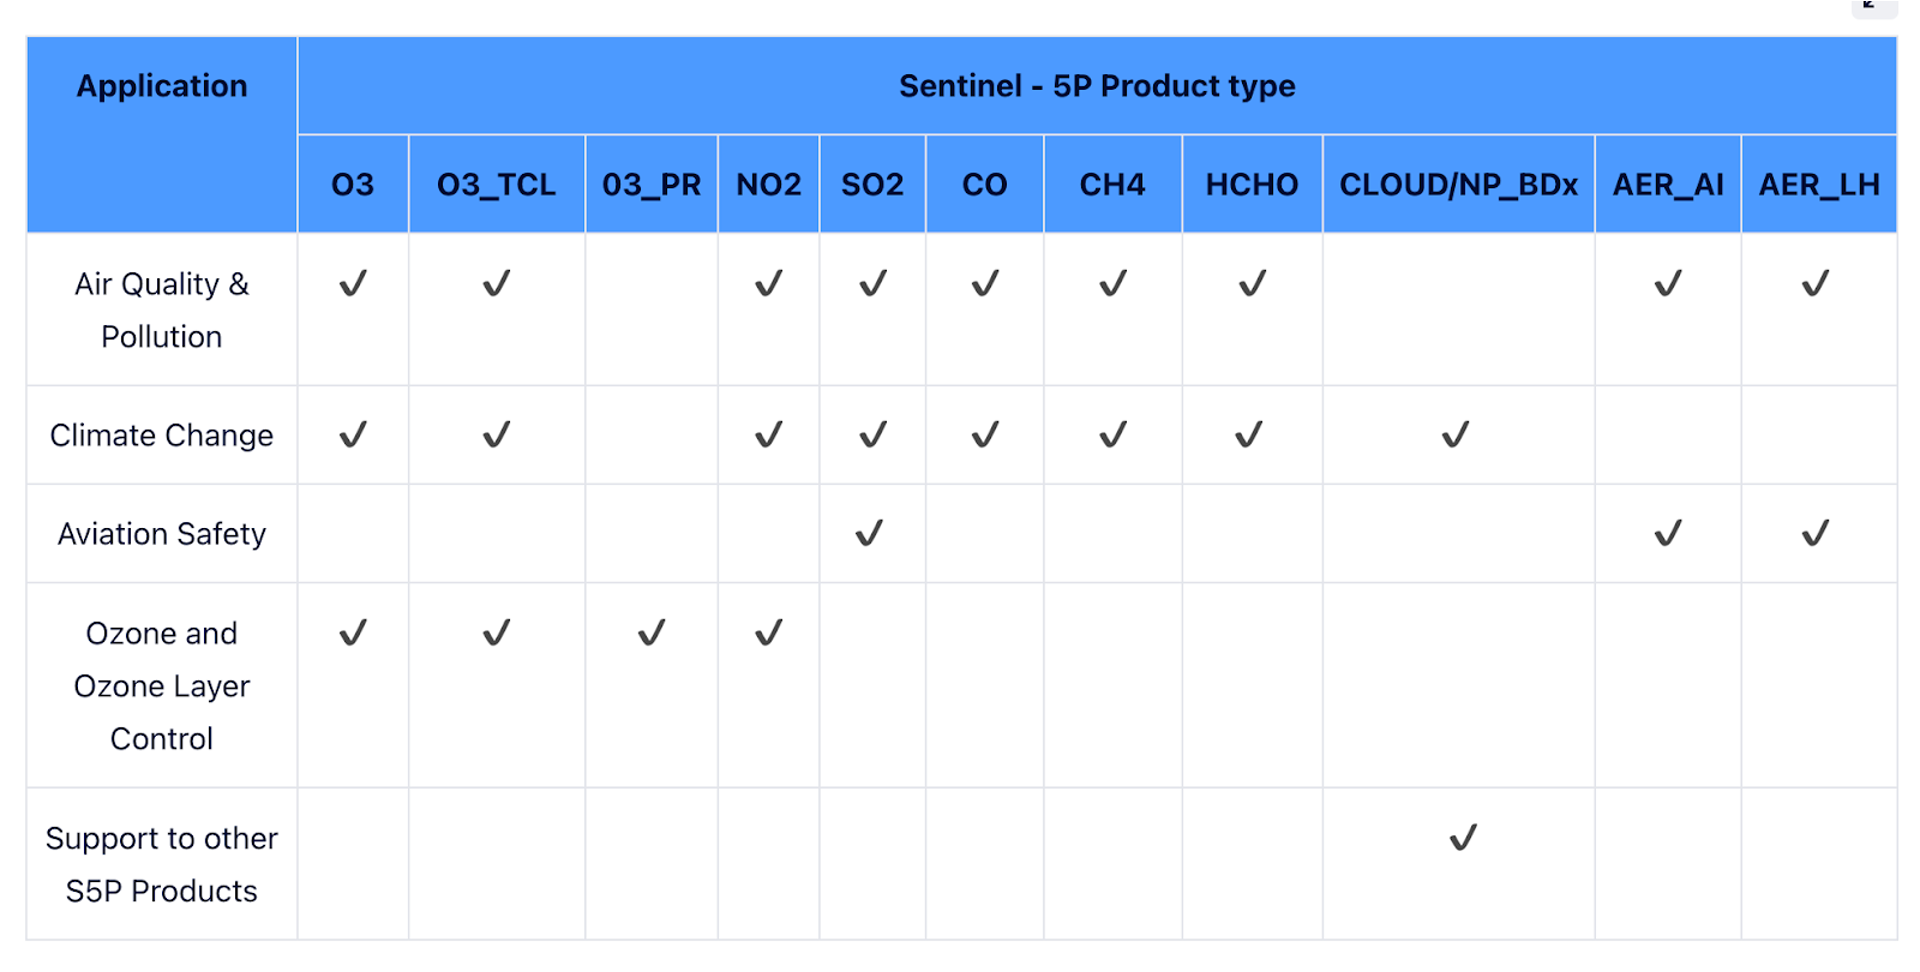 Application
Sentinel - 5P Product type
O3 O3_TCL 03_PR NO2 SO2 CO CH4 HCHO CLOUD/NP_BDx AER_AI AER_LH
Air Quality & ✓ ✓ ✓ ✓ ✓ ✓ ✓ ✓ ✓
Pollution
Climate Change ✓ ✓ ✓ ✓ ✓ ✓ ✓ ✓
Aviation Safety ✓ ✓ ✓
Ozone and ✓ ✓ ✓ ✓
Ozone Layer
Control
Support to other ✓
S5P Products